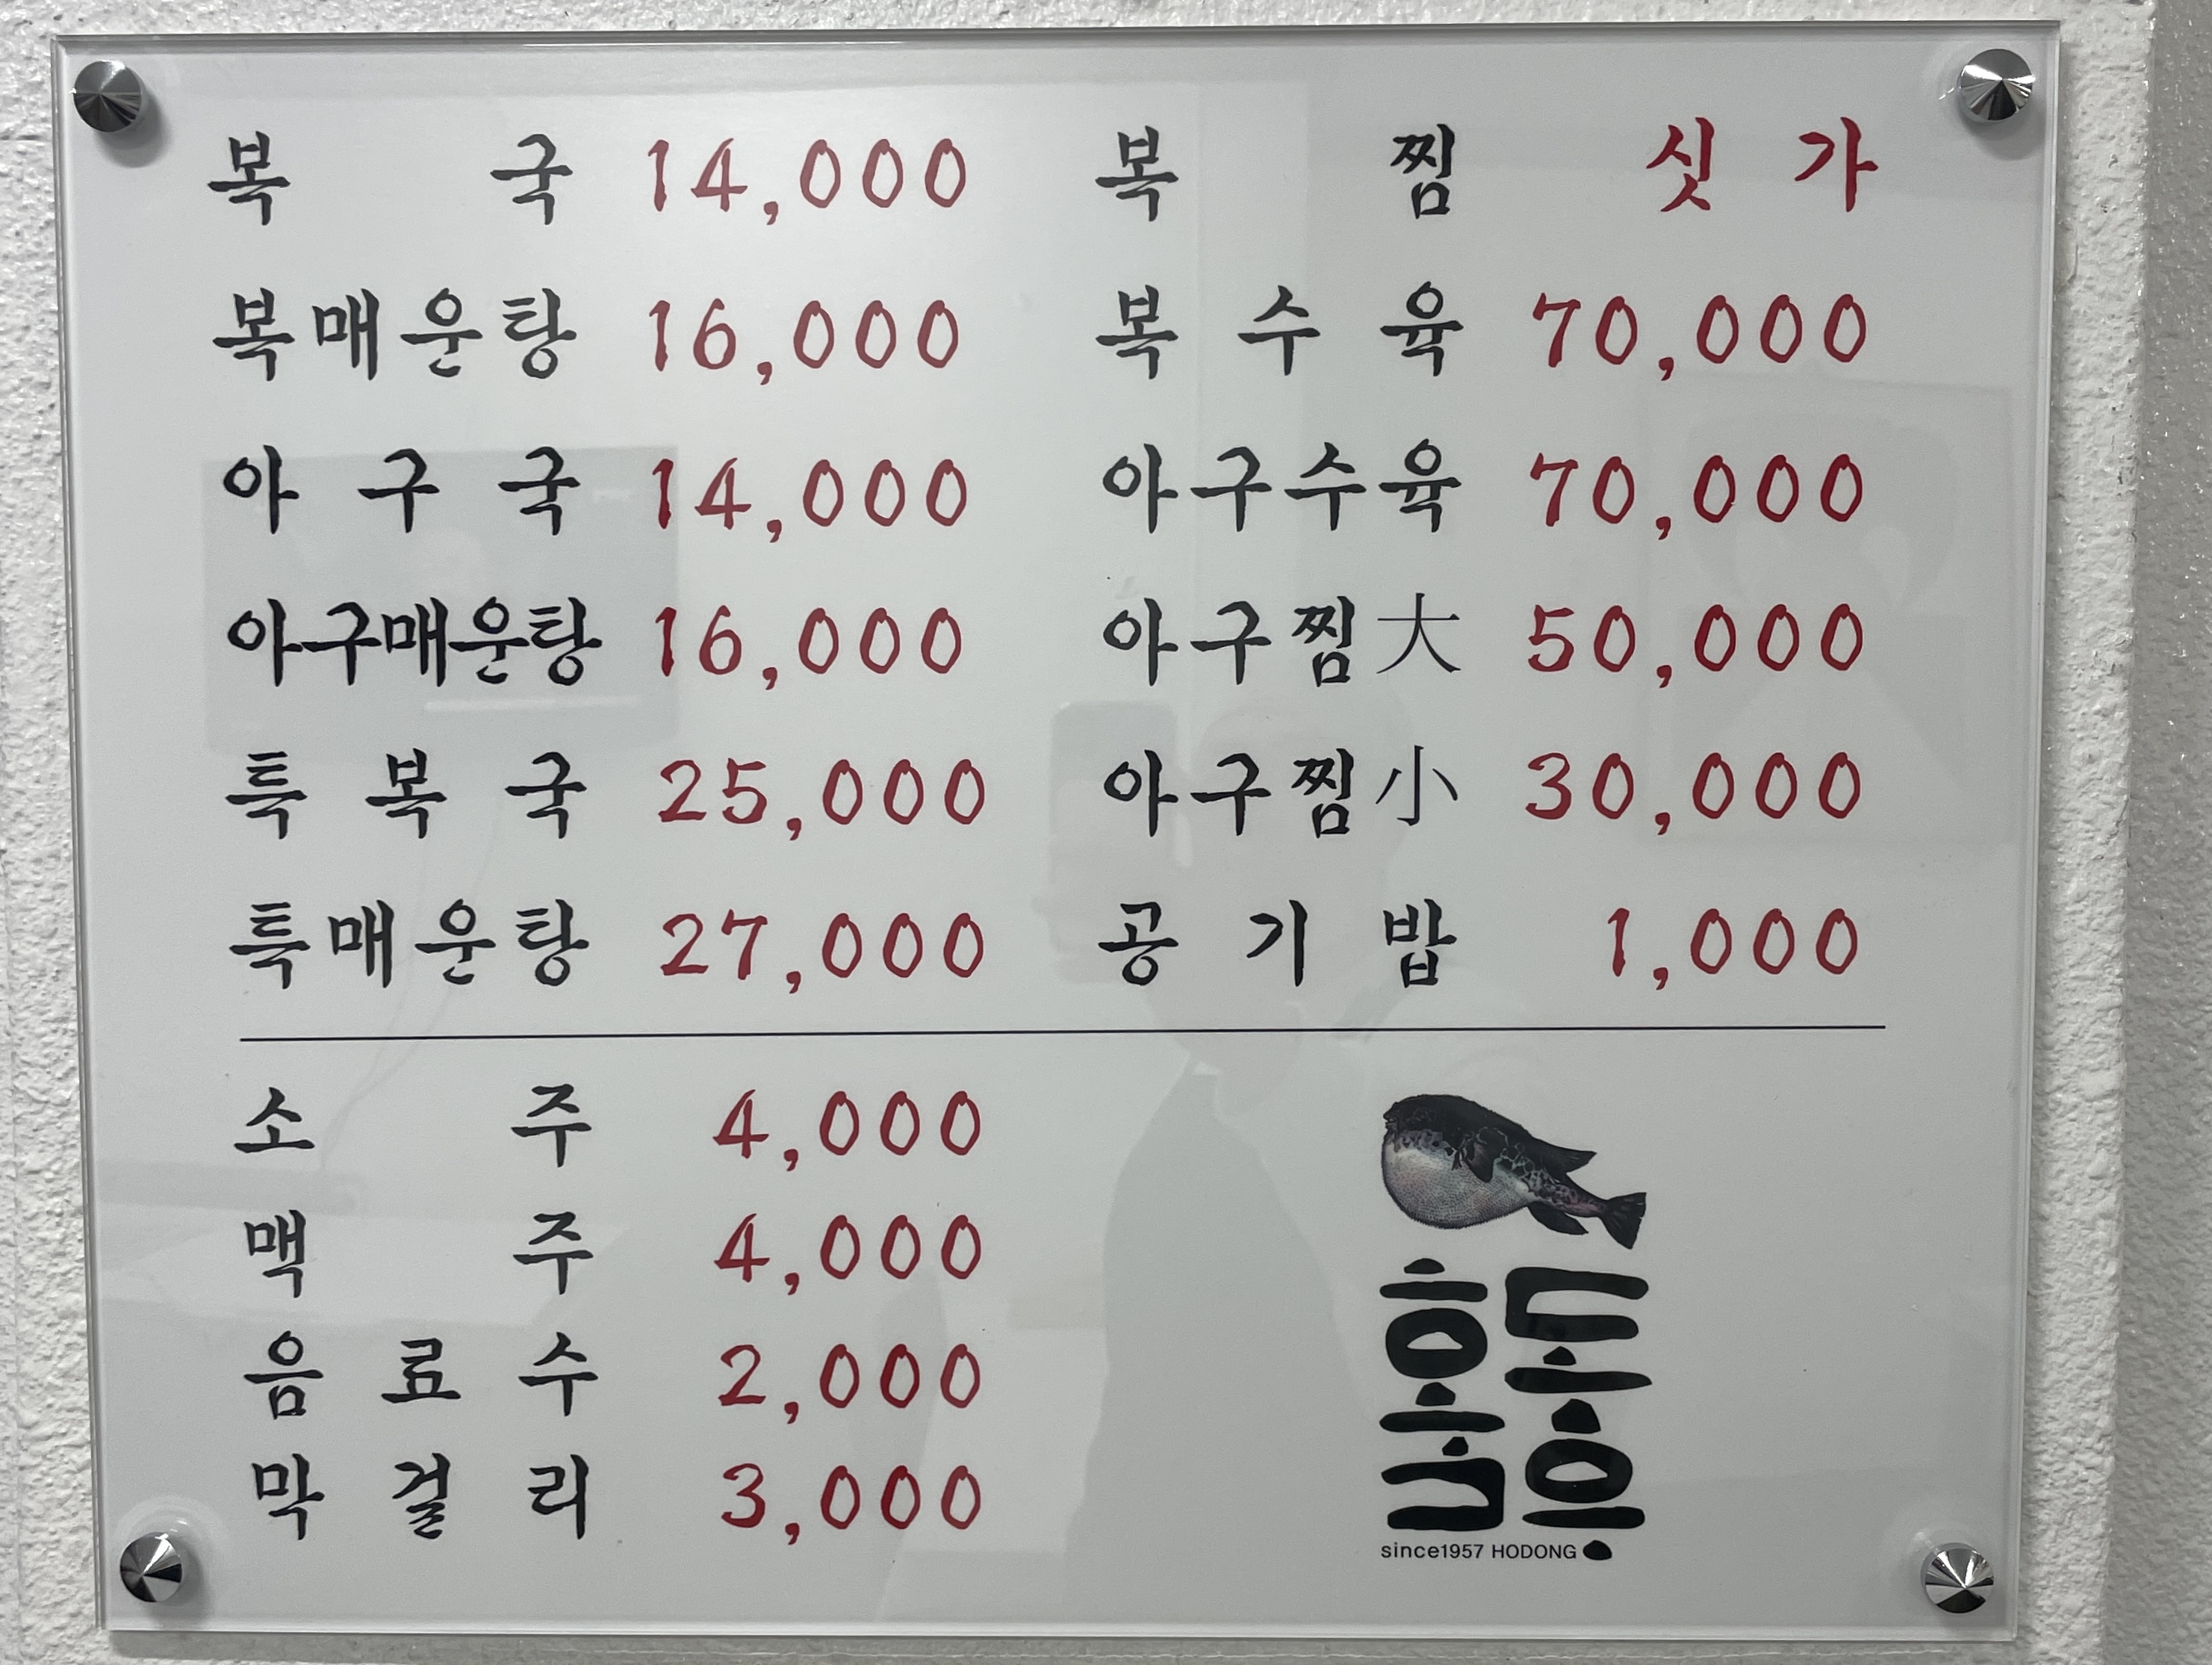 복국 14,000
복매운탕 16,000
아구국 14,000
아구매운탕 16,000
특복국 25,000
특매운탕 27,000
복찜 싯가
복수육 70,000
아구수육 70,000
아구찜大 50,000
아구찜小 30,000
공기밥 1,000
소주 4,000
맥주 4,000
음료수 2,000
막걸리 3,000
since1957 HODONG